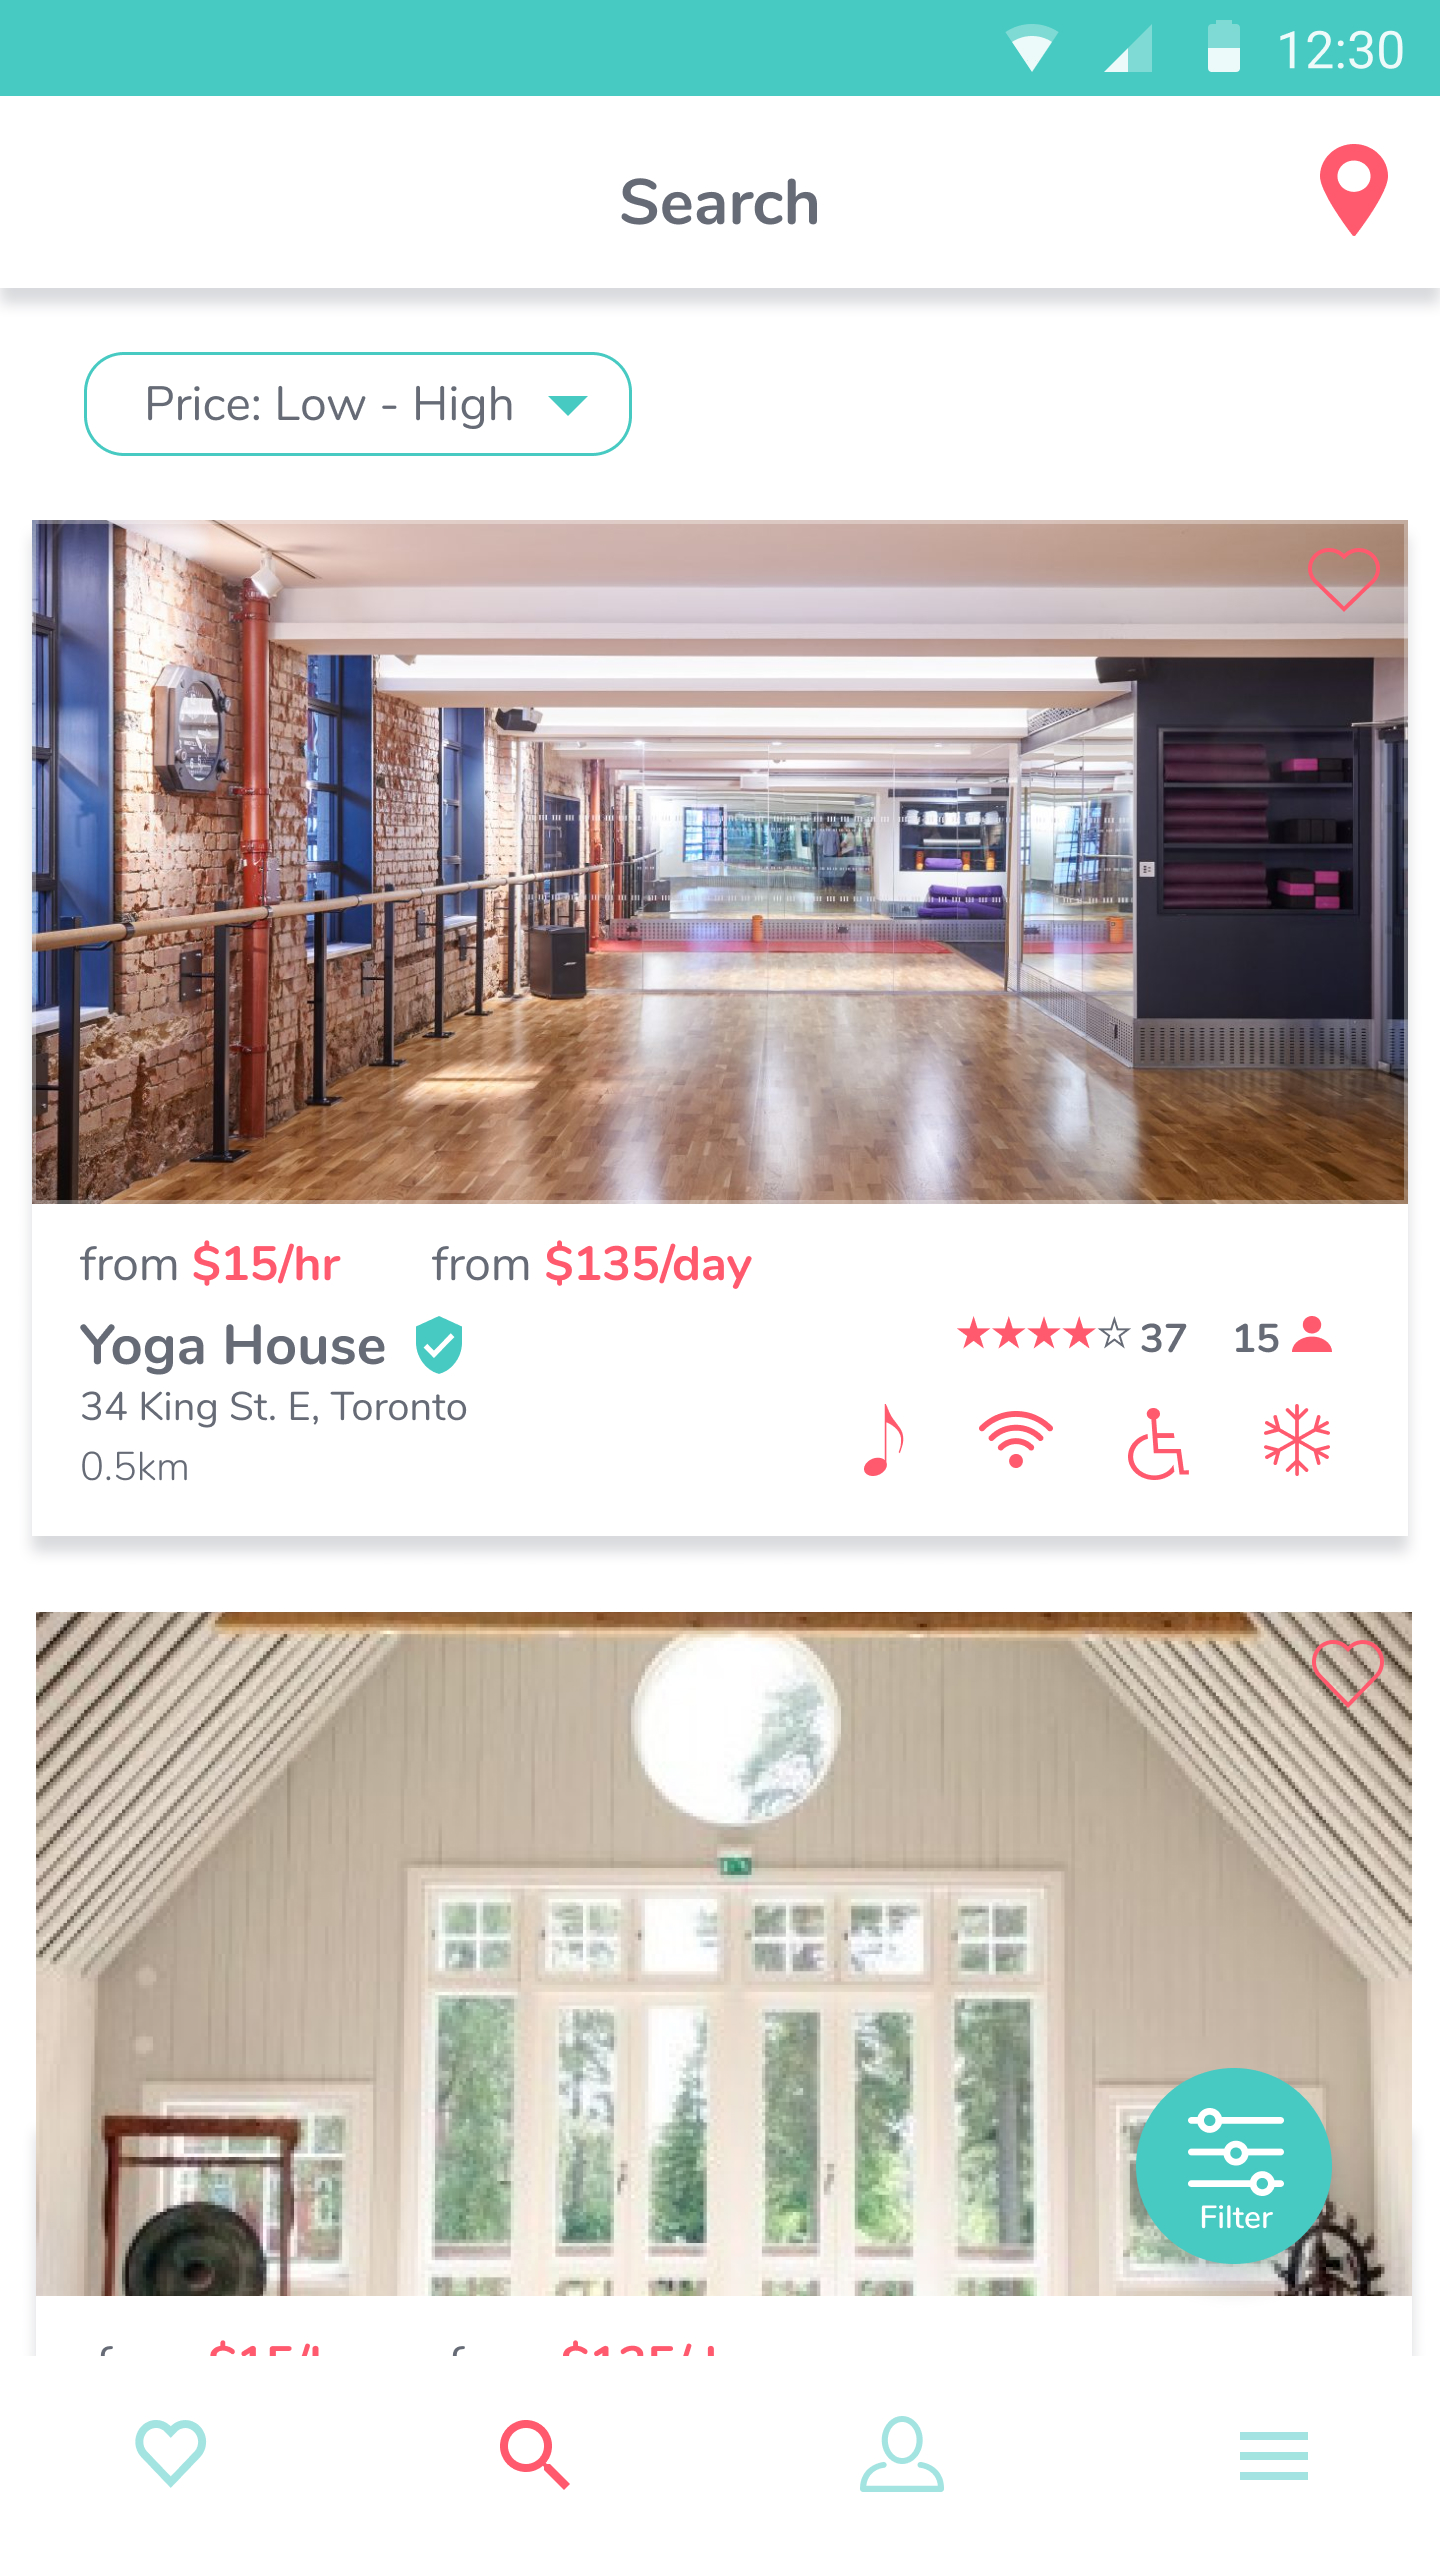 12:30
Search
Price: Low - High
from $15/hr from $135/day
Yoga House
37 15
34 King St. E, Toronto
0.5km
Filter